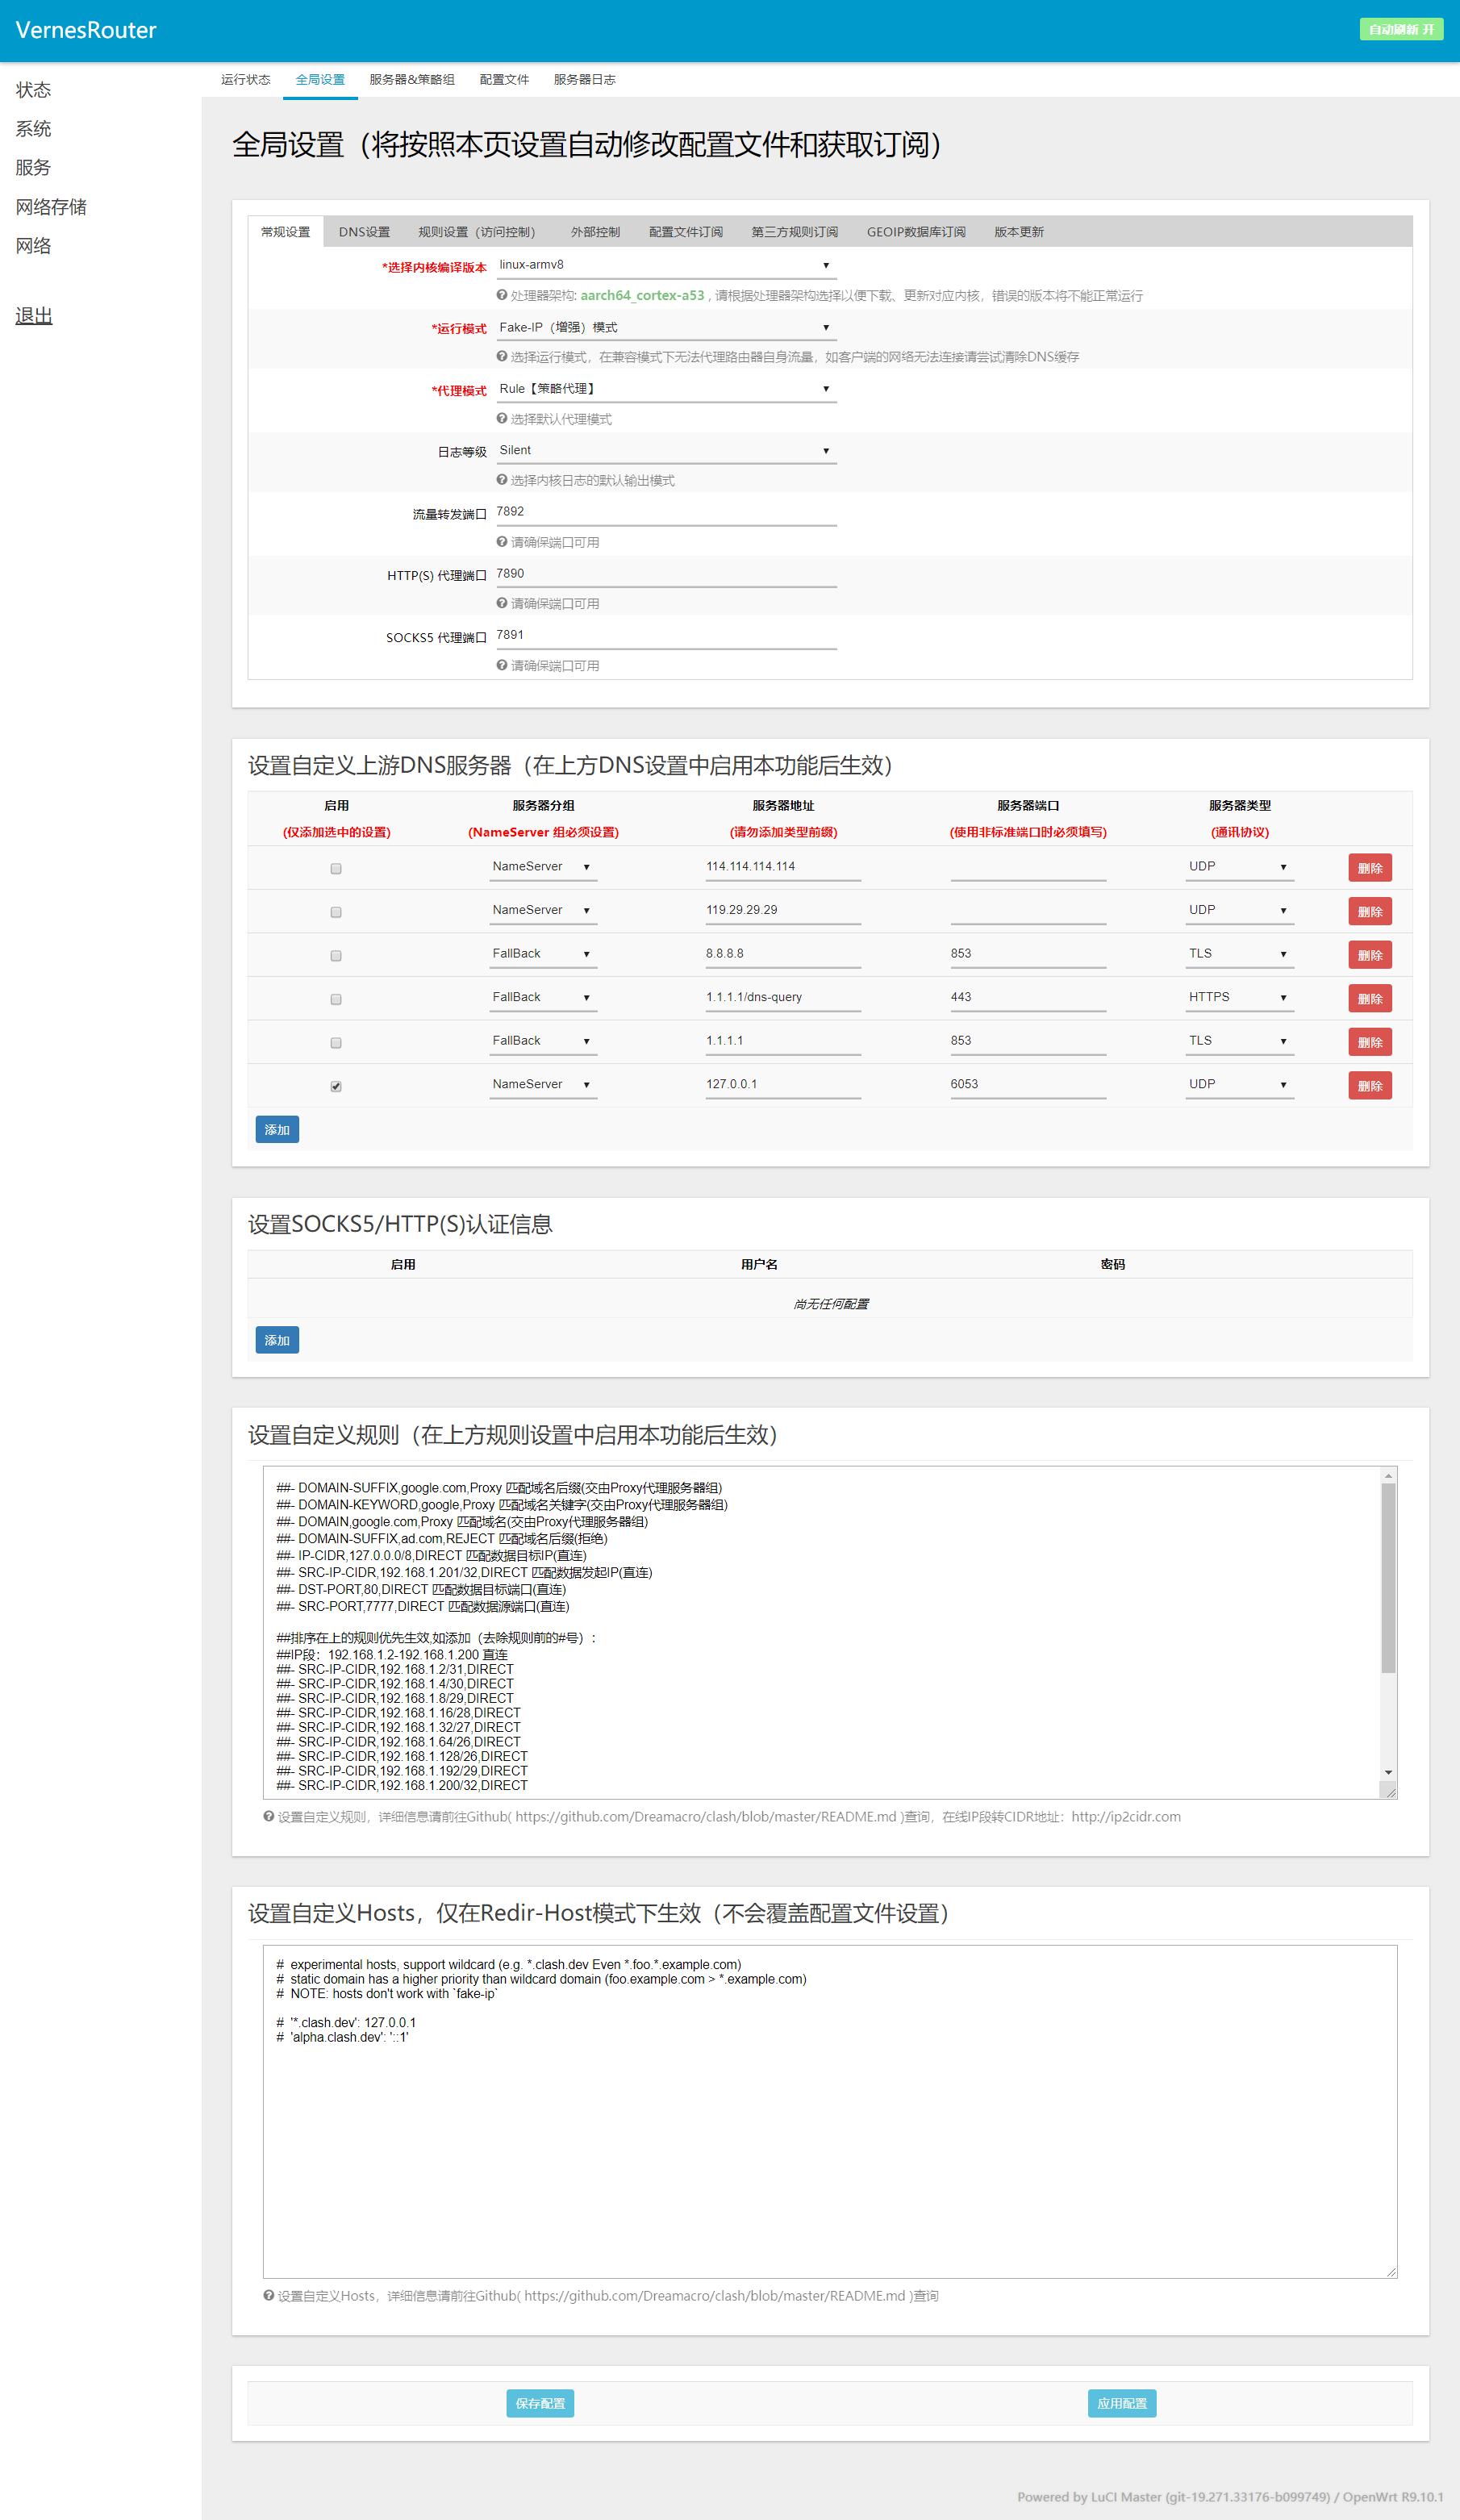 VernesRouter
自动刷新 开
状态
系统
服务
网络存储
网络
退出
运行状态 全局设置 服务器&策略组 配置文件 服务器日志
全局设置（将按照本页设置自动修改配置文件和获取订阅）
常规设置 DNS设置 规则设置（访问控制） 外部控制 配置文件订阅 第三方规则订阅 GEOIP数据库订阅 版本更新
*选择内核编译版本 linux-armv8
处理器架构: aarch64_cortex-a53 , 请根据处理器架构选择以便下载、更新对应内核，错误的版本将不能正常运行
*运行模式 Fake-IP（增强）模式
选择运行模式，在兼容模式下无法代理路由器自身流量，如客户端的网络无法连接请尝试清除DNS缓存
*代理模式 Rule【策略代理】
选择默认代理模式
日志等级 Silent
选择内核日志的默认输出模式
流量转发端口 7892
请确保端口可用
HTTP(S) 代理端口 7890
请确保端口可用
SOCKS5 代理端口 7891
请确保端口可用
设置自定义上游DNS服务器（在上方DNS设置中启用本功能后生效）
启用 服务器分组 服务器地址 服务器端口 服务器类型
(仅添加选中的设置) (NameServer 组必须设置) (请勿添加类型前缀) (使用非标准端口时必须填写) (通讯协议)
NameServer 114.114.114.114 UDP 删除
NameServer 119.29.29.29 UDP 删除
FallBack 8.8.8.8 853 TLS 删除
FallBack 1.1.1.1/dns-query 443 HTTPS 删除
FallBack 1.1.1.1 853 TLS 删除
NameServer 127.0.0.1 6053 UDP 删除
添加
设置SOCKS5/HTTP(S)认证信息
启用 用户名 密码
尚无任何配置
添加
设置自定义规则（在上方规则设置中启用本功能后生效）
##- DOMAIN-SUFFIX,google.com,Proxy 匹配域名后缀(交由Proxy代理服务器组)
##- DOMAIN-KEYWORD,google,Proxy 匹配域名关键字(交由Proxy代理服务器组)
##- DOMAIN,google.com,Proxy 匹配域名(交由Proxy代理服务器组)
##- DOMAIN-SUFFIX,ad.com,REJECT 匹配域名后缀(拒绝)
##- IP-CIDR,127.0.0.0/8,DIRECT 匹配数据目标IP(直连)
##- SRC-IP-CIDR,192.168.1.201/32,DIRECT 匹配数据发起IP(直连)
##- DST-PORT,80,DIRECT 匹配数据目标端口(直连)
##- SRC-PORT,7777,DIRECT 匹配数据源端口(直连)
##排序在上的规则优先生效,如添加（去除规则前的#号）:
##IP段：192.168.1.2-192.168.1.200 直连
##- SRC-IP-CIDR,192.168.1.2/31,DIRECT
##- SRC-IP-CIDR,192.168.1.4/30,DIRECT
##- SRC-IP-CIDR,192.168.1.8/29,DIRECT
##- SRC-IP-CIDR,192.168.1.16/28,DIRECT
##- SRC-IP-CIDR,192.168.1.32/27,DIRECT
##- SRC-IP-CIDR,192.168.1.64/26,DIRECT
##- SRC-IP-CIDR,192.168.1.128/26,DIRECT
##- SRC-IP-CIDR,192.168.1.192/29,DIRECT
##- SRC-IP-CIDR,192.168.1.200/32,DIRECT
设置自定义规则，详细信息请前往Github( https://github.com/Dreamacro/clash/blob/master/README.md )查询，在线IP段转CIDR地址：http://ip2cidr.com
设置自定义Hosts，仅在Redir-Host模式下生效（不会覆盖配置文件设置）
# experimental hosts, support wildcard (e.g. *.clash.dev Even *.foo.*.example.com)
# static domain has a higher priority than wildcard domain (foo.example.com > *.example.com)
# NOTE: hosts don't work with `fake-ip`
# '*.clash.dev': 127.0.0.1
# 'alpha.clash.dev': '::1'
设置自定义Hosts，详细信息请前往Github( https://github.com/Dreamacro/clash/blob/master/README.md )查询
保存配置 应用配置
Powered by LuCI Master (git-19.271.33176-b099749) / OpenWrt R9.10.1